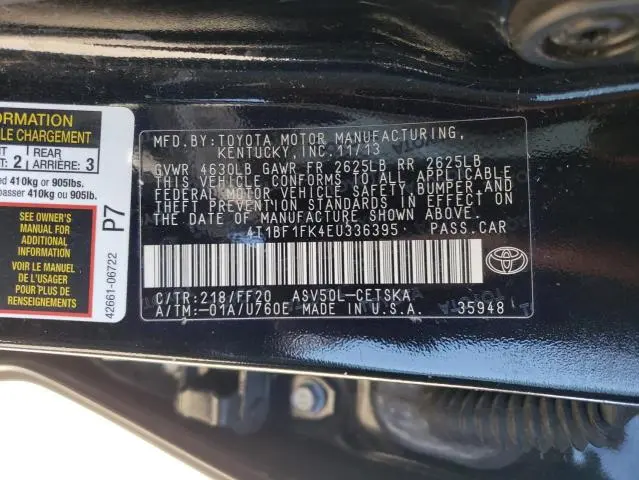 FORMATION
LE CHARGEMENT
NT 2
REAR
ARRIÈRE: 3
ed 410kg or 905lbs.
passer 410kg ou 905lb.
SEE OWNER'S
MANUAL FOR
ADDITIONAL
INFORMATION
VOIR LE MANUEL
DE L'USAGER
POUR PLUS DE
RENSEIGNEMENTS
P7
42661-06722
MFD.BY:TOYOTA MOTOR MANUFACTURING,
KENTUCKY, INC.11/13
GVWR 4630LB GAWR FR 2625LB RR 2625LB
THIS VEHICLE CONFORMS TO ALL APPLICABLE
FEDERAL MOTOR VEHICLE SAFETY, BUMPER,AND
THEFT PREVENTION STANDARDS IN EFFECT ON
THE DATE OF MANUFACTURE SHOWN ABOVE.
4T1BF1FK4EU336395 PASS.CAR
C/TR:218/FF20 ASV50L-CETSKA
A/TM:-01A/U760E MADE IN U.S.A. 35948